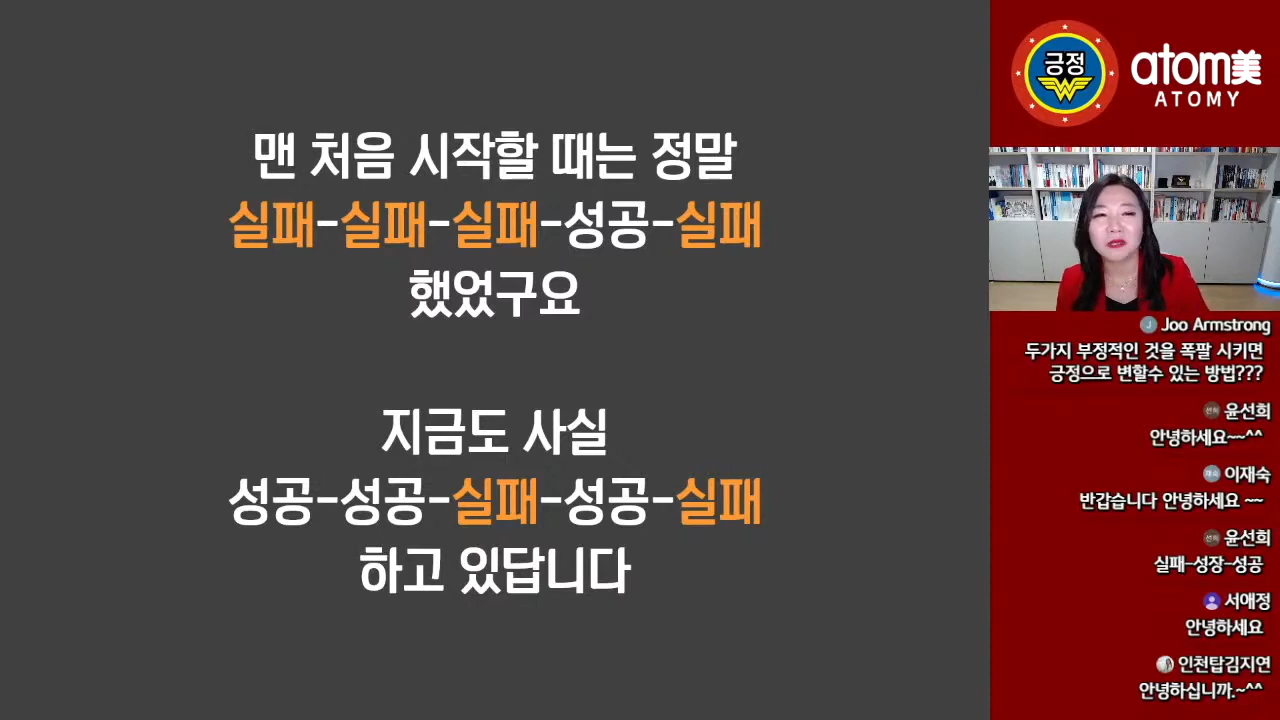 맨 처음 시작할 때는 정말
실패-실패-실패-성공-실패
했었구요
지금도 사실
성공-성공-실패-성공-실패
하고 있답니다
긍정
atom美
ATOMY
J Joo Armstrong
두가지 부정적인 것을 폭팔 시키면
긍정으로 변할수 있는 방법???
선희 윤선희
안녕하세요~~^^
재숙 이재숙
반갑습니다 안녕하세요 ~~
선희 윤선희
실패-성장-성공
서애정
안녕하세요
인천탑김지연
안녕하십니까.~^^